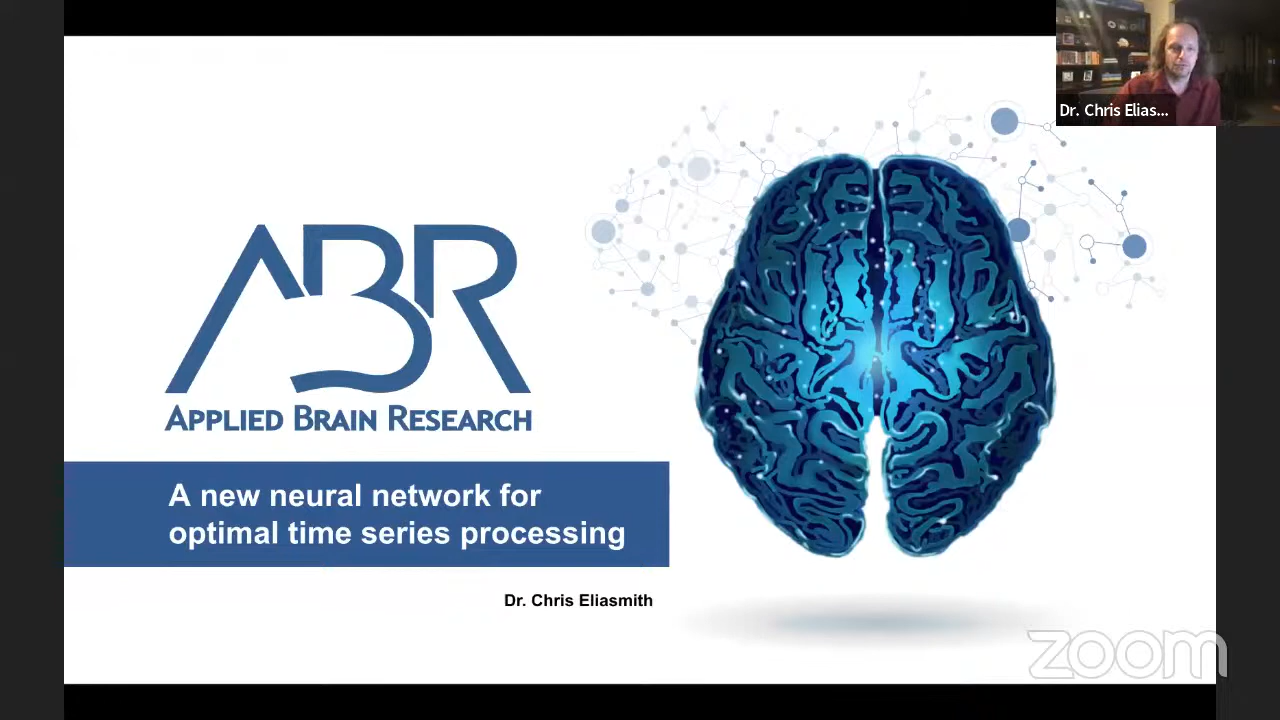 Dr. Chris Elias...
ABR
APPLIED BRAIN RESEARCH
A new neural network for
optimal time series processing
Dr. Chris Eliasmith
zoom